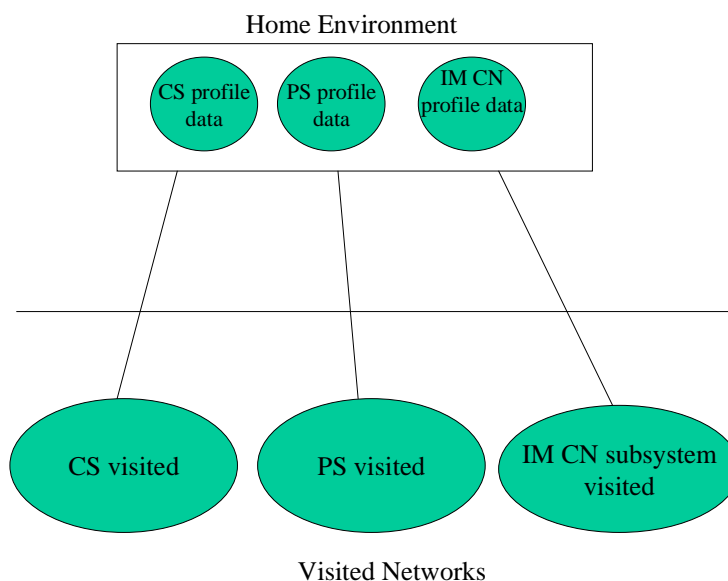 Home Environment
CS profile
data
PS profile
data
IM CN
profile data
CS visited
PS visited
IM CN subsystem
visited
Visited Networks